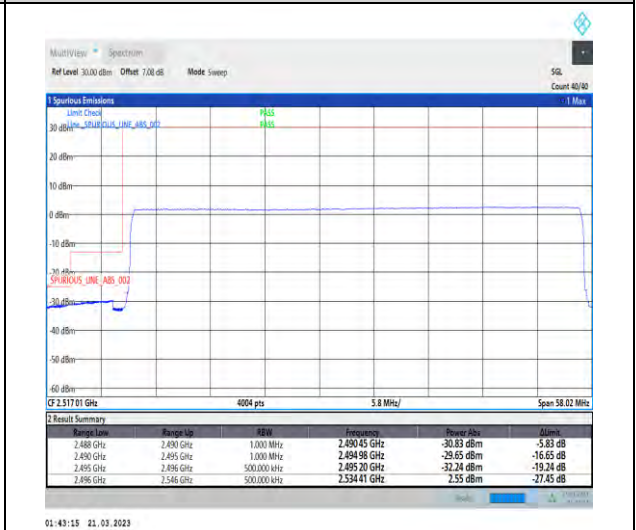 MultiView Spectrum
Ref Level 30.00 dBm Offset 7.08 dB Mode Sweep SGL
Count 40/40
1 Spurious Emissions 1 Max
Limit Check PASS
30 dBm Line _SPURIOUS_LINE_ABS_002 PASS
20 dBm
10 dBm
0 dBm
-10 dBm
-20 dBm
SPURIOUS_LINE_ABS_002
-30 dBm
-40 dBm
-50 dBm
-60 dBm
CF 2.517 01 GHz 4004 pts 5.8 MHz/ Span 58.02 MHz
2 Result Summary
Range Low Range Up RBW Frequency Power Abs ΔLimit
2.488 GHz 2.490 GHz 1.000 MHz 2.490 45 GHz -30.83 dBm -5.83 dB
2.490 GHz 2.495 GHz 1.000 MHz 2.494 98 GHz -29.65 dBm -16.65 dB
2.495 GHz 2.496 GHz 500.000 kHz 2.495 20 GHz -32.24 dBm -19.24 dB
2.496 GHz 2.546 GHz 500.000 kHz 2.534 41 GHz 2.55 dBm -27.45 dB
01:43:15 21.03.2023